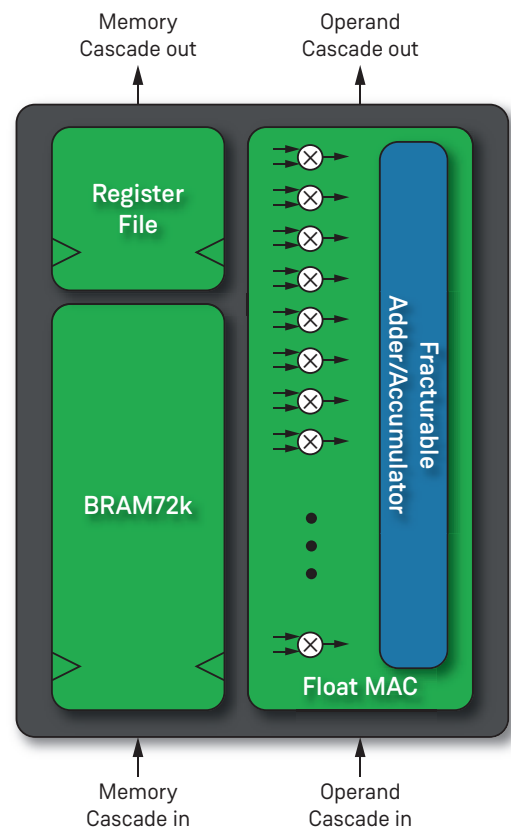 Memory
Cascade out
Operand
Cascade out
Register
File
BRAM72k
Fracturable
Adder/Accumulator
Float MAC
Memory
Cascade in
Operand
Cascade in